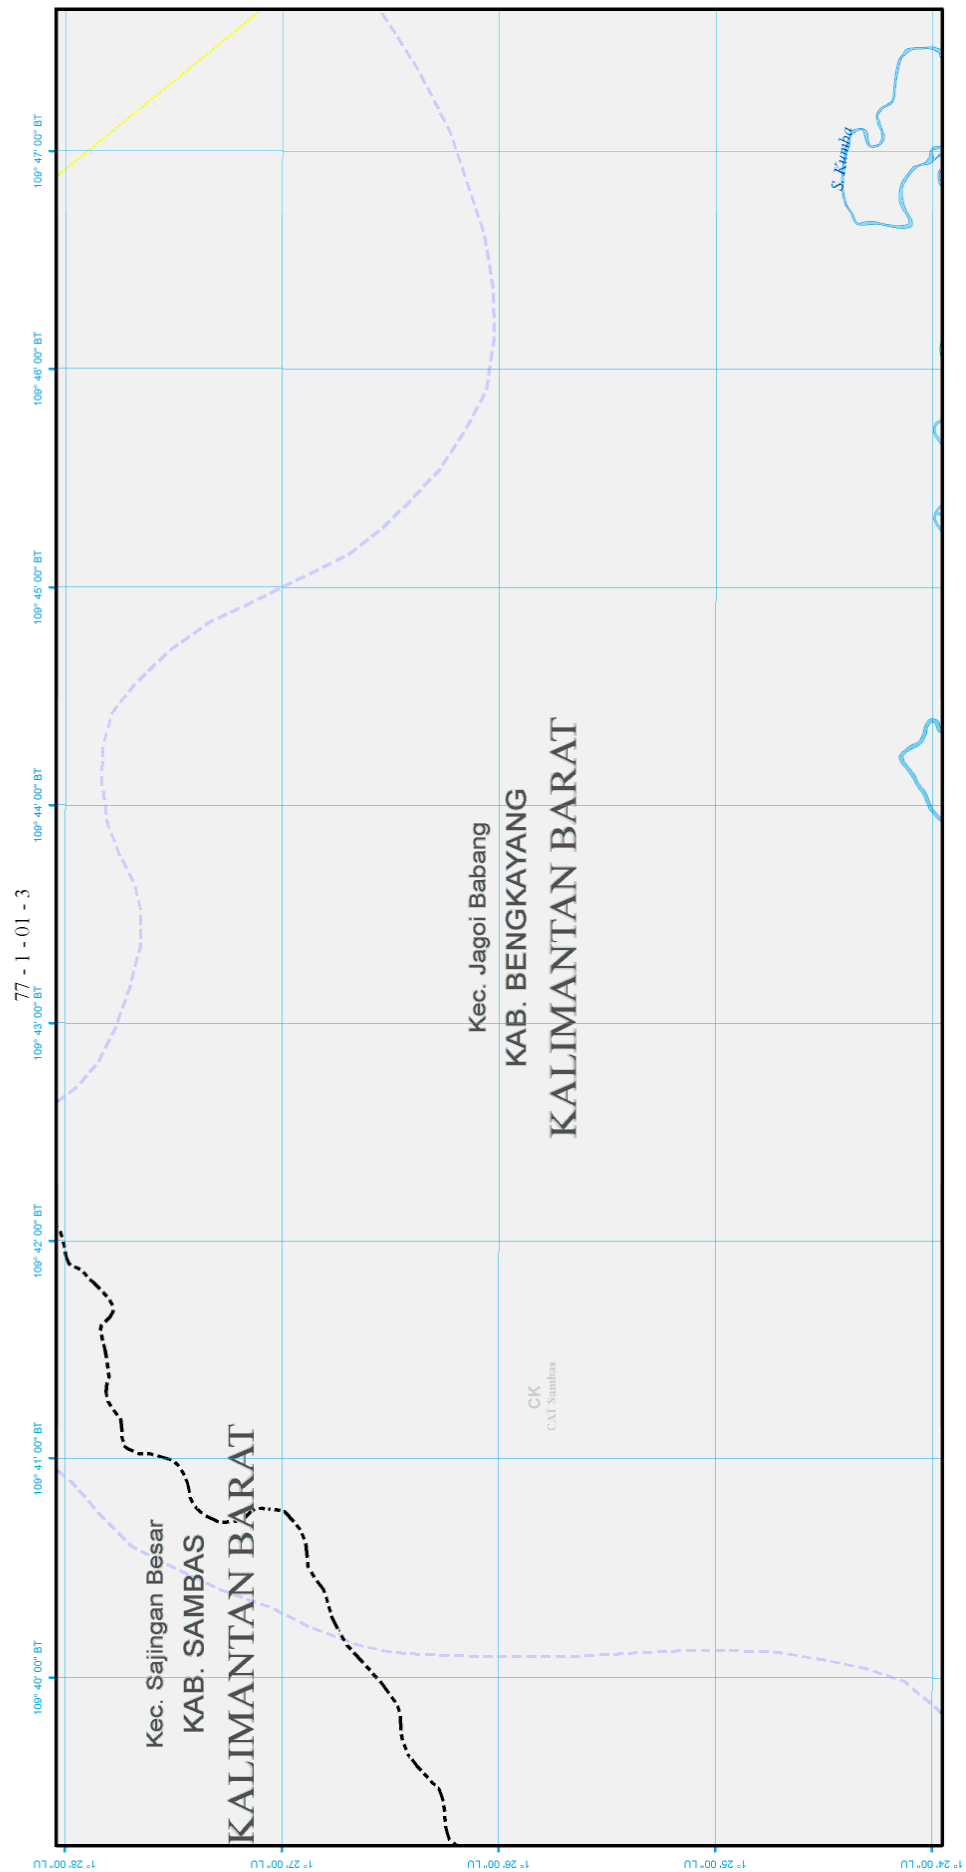 77 - 1 - 01 - 3
109° 40' 00" BT
109° 41' 00" BT
109° 42' 00" BT
109° 43' 00" BT
109° 44' 00" BT
109° 45' 00" BT
109° 46' 00" BT
109° 47' 00" BT
1° 28' 00" LU
1° 27' 00" LU
1° 26' 00" LU
1° 25' 00" LU
1° 24' 00" LU
Kec. Sajingan Besar
KAB. SAMBAS
KALIMANTAN BARAT
Kec. Jagoi Babang
KAB. BENGKAYANG
KALIMANTAN BARAT
CK
CAT Sambas
S. Kumba